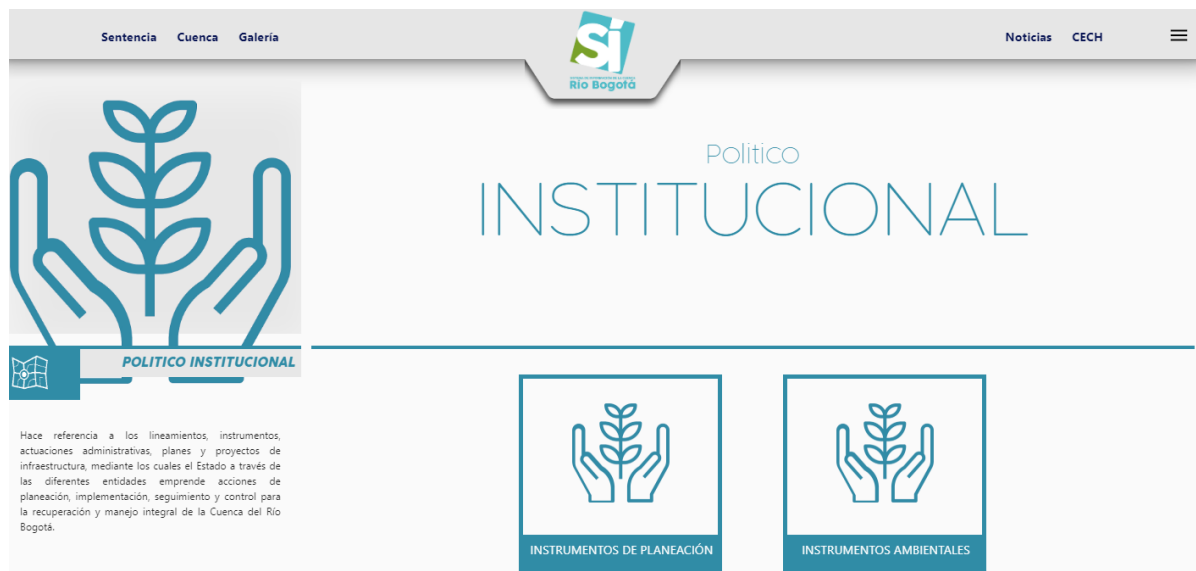 Sentencia Cuenca Galería
Si
Río Bogotá
Noticias CECH
Politico
INSTITUCIONAL
POLITICO INSTITUCIONAL
Hace referencia a los lineamientos, instrumentos,
actuaciones administrativas, planes y proyectos de
infraestructura, mediante los cuales el Estado a través de
las diferentes entidades emprende acciones de
planeación, implementación, seguimiento y control para
la recuperación y manejo integral de la Cuenca del Río
Bogotá.
INSTRUMENTOS DE PLANEACIÓN
INSTRUMENTOS AMBIENTALES